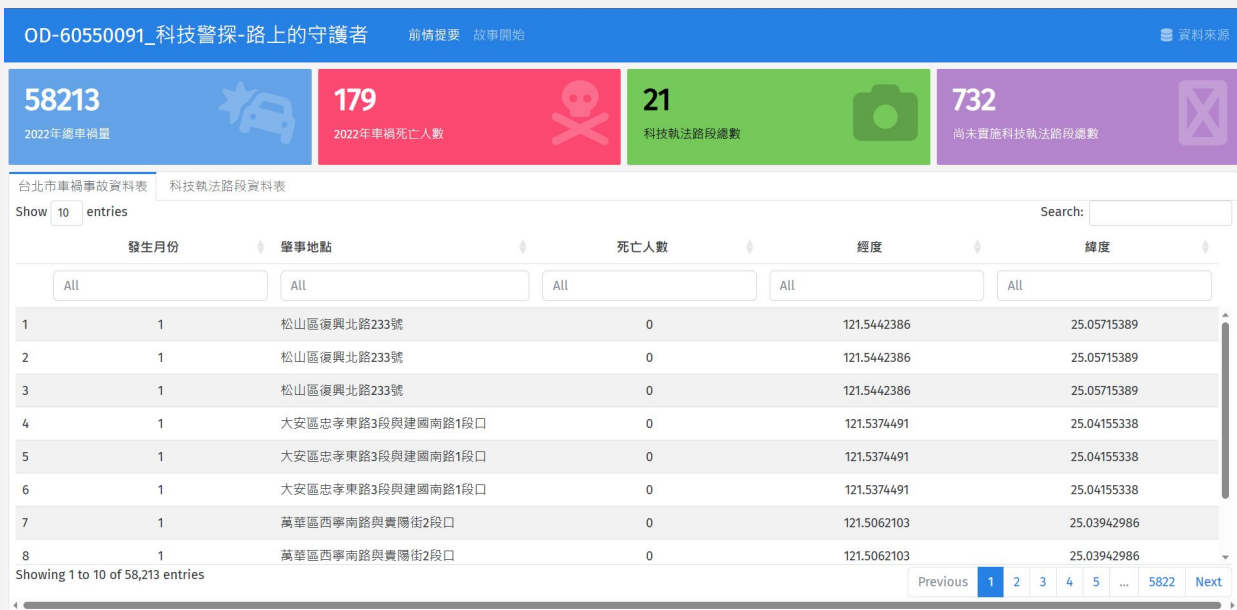 OD-60550091_科技警探-路上的守護者 前情提要 故事開始 資料來源
58213 179 21 732
2022年總車禍量 2022年車禍死亡人數 科技執法路段總數 尚未實施科技執法路段總數
台北市車禍事故資料表 科技執法路段資料表
Show 10 entries Search:
發生月份 肇事地點 死亡人數 經度 緯度
All All All All All
1 1 松山區復興北路233號 0 121.5442386 25.05715389
2 1 松山區復興北路233號 0 121.5442386 25.05715389
3 1 松山區復興北路233號 0 121.5442386 25.05715389
4 1 大安區忠孝東路3段與建國南路1段口 0 121.5374491 25.04155338
5 1 大安區忠孝東路3段與建國南路1段口 0 121.5374491 25.04155338
6 1 大安區忠孝東路3段與建國南路1段口 0 121.5374491 25.04155338
7 1 萬華區西寧南路與貴陽街2段口 0 121.5062103 25.03942986
8 1 萬華區西寧南路與貴陽街2段口 0 121.5062103 25.03942986
Showing 1 to 10 of 58,213 entries Previous 1 2 3 4 5 … 5822 Next